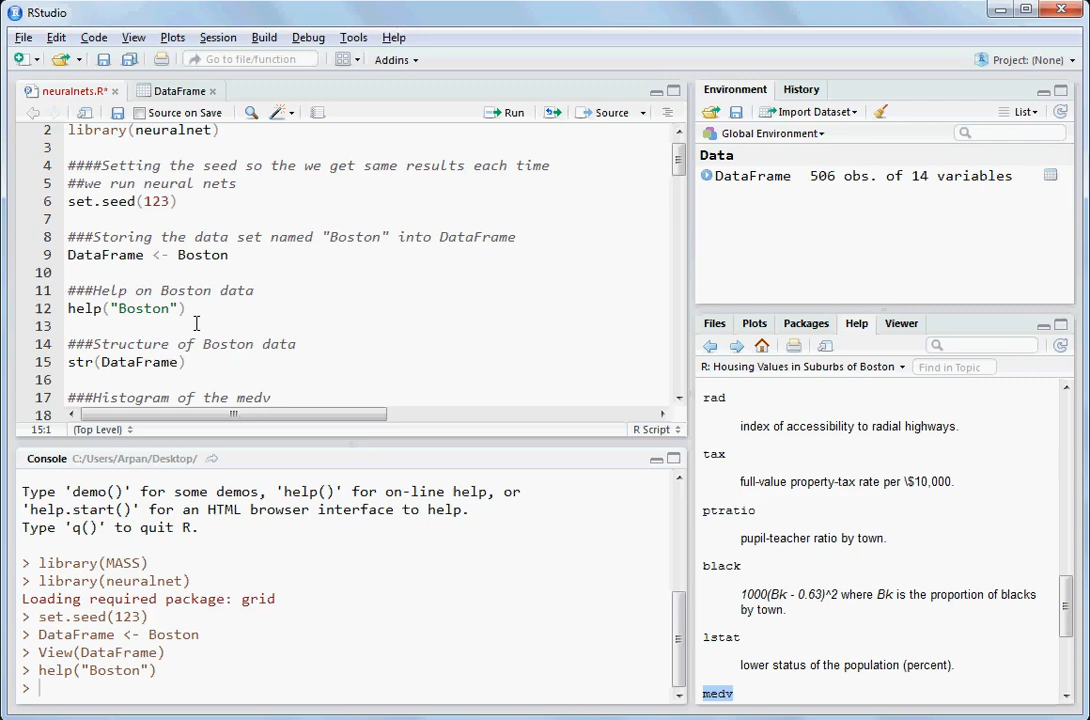 RStudio
File Edit Code View Plots Session Build Debug Tools Help
Go to file/function Addins Project: (None)
neuralnets.R* DataFrame
Source on Save Run Source
2 library(neuralnet)
3
4 ####Setting the seed so the we get same results each time
5 ##we run neural nets
6 set.seed(123)
7
8 ###Storing the data set named "Boston" into DataFrame
9 DataFrame <- Boston
10
11 ###Help on Boston data
12 help("Boston")
13
14 ###Structure of Boston data
15 str(DataFrame)
16
17 ###Histogram of the medv
18
15:1 (Top Level) R Script
Console C:/Users/Arpan/Desktop/
Type 'demo()' for some demos, 'help()' for on-line help, or
'help.start()' for an HTML browser interface to help.
Type 'q()' to quit R.
> library(MASS)
> library(neuralnet)
Loading required package: grid
> set.seed(123)
> DataFrame <- Boston
> View(DataFrame)
> help("Boston")
>
Environment History
Import Dataset List
Global Environment
Data
DataFrame 506 obs. of 14 variables
Files Plots Packages Help Viewer
R: Housing Values in Suburbs of Boston Find in Topic
rad
index of accessibility to radial highways.
tax
full-value property-tax rate per \$10,000.
ptratio
pupil-teacher ratio by town.
black
1000(Bk - 0.63)^2 where Bk is the proportion of blacks
by town.
lstat
lower status of the population (percent).
medv